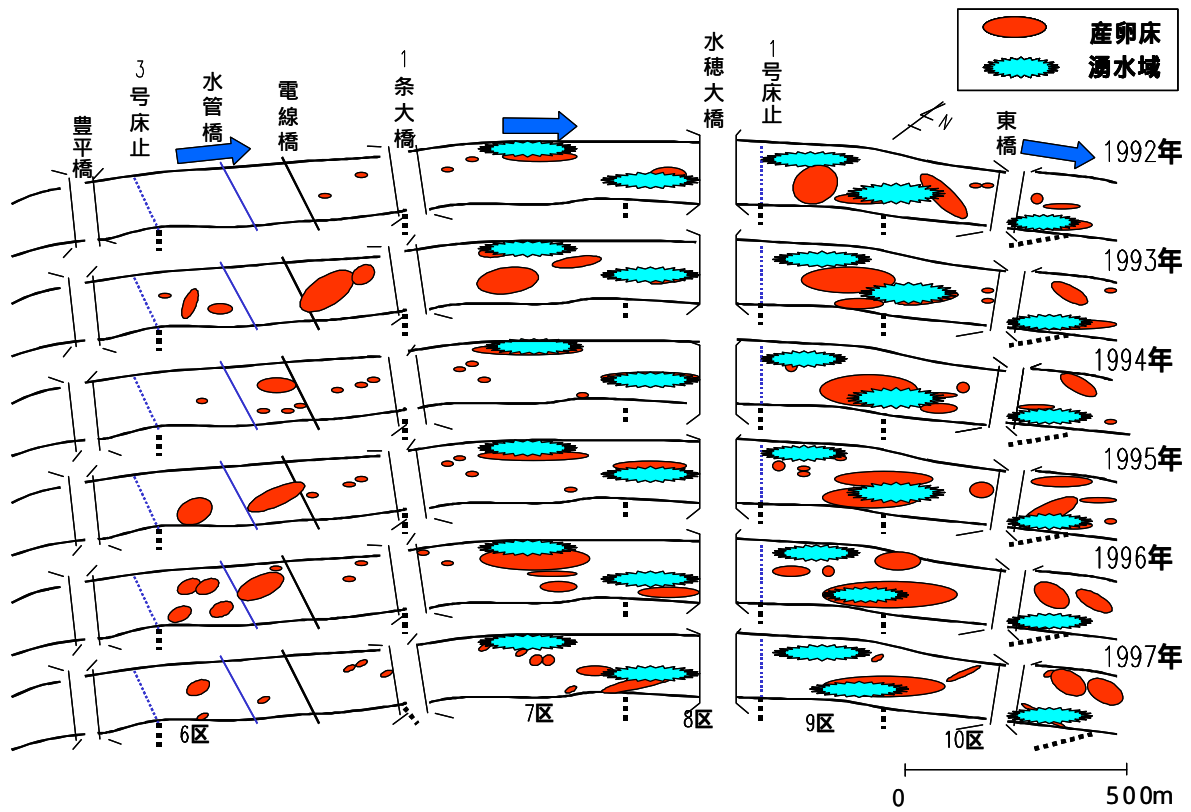 産卵床
湧水域
豊平橋
3号床止
水管橋
電線橋
1条大橋
水穂大橋
1号床止
N
東橋
1992年
1993年
1994年
1995年
1996年
1997年
6区
7区
8区
9区
10区
0
500m